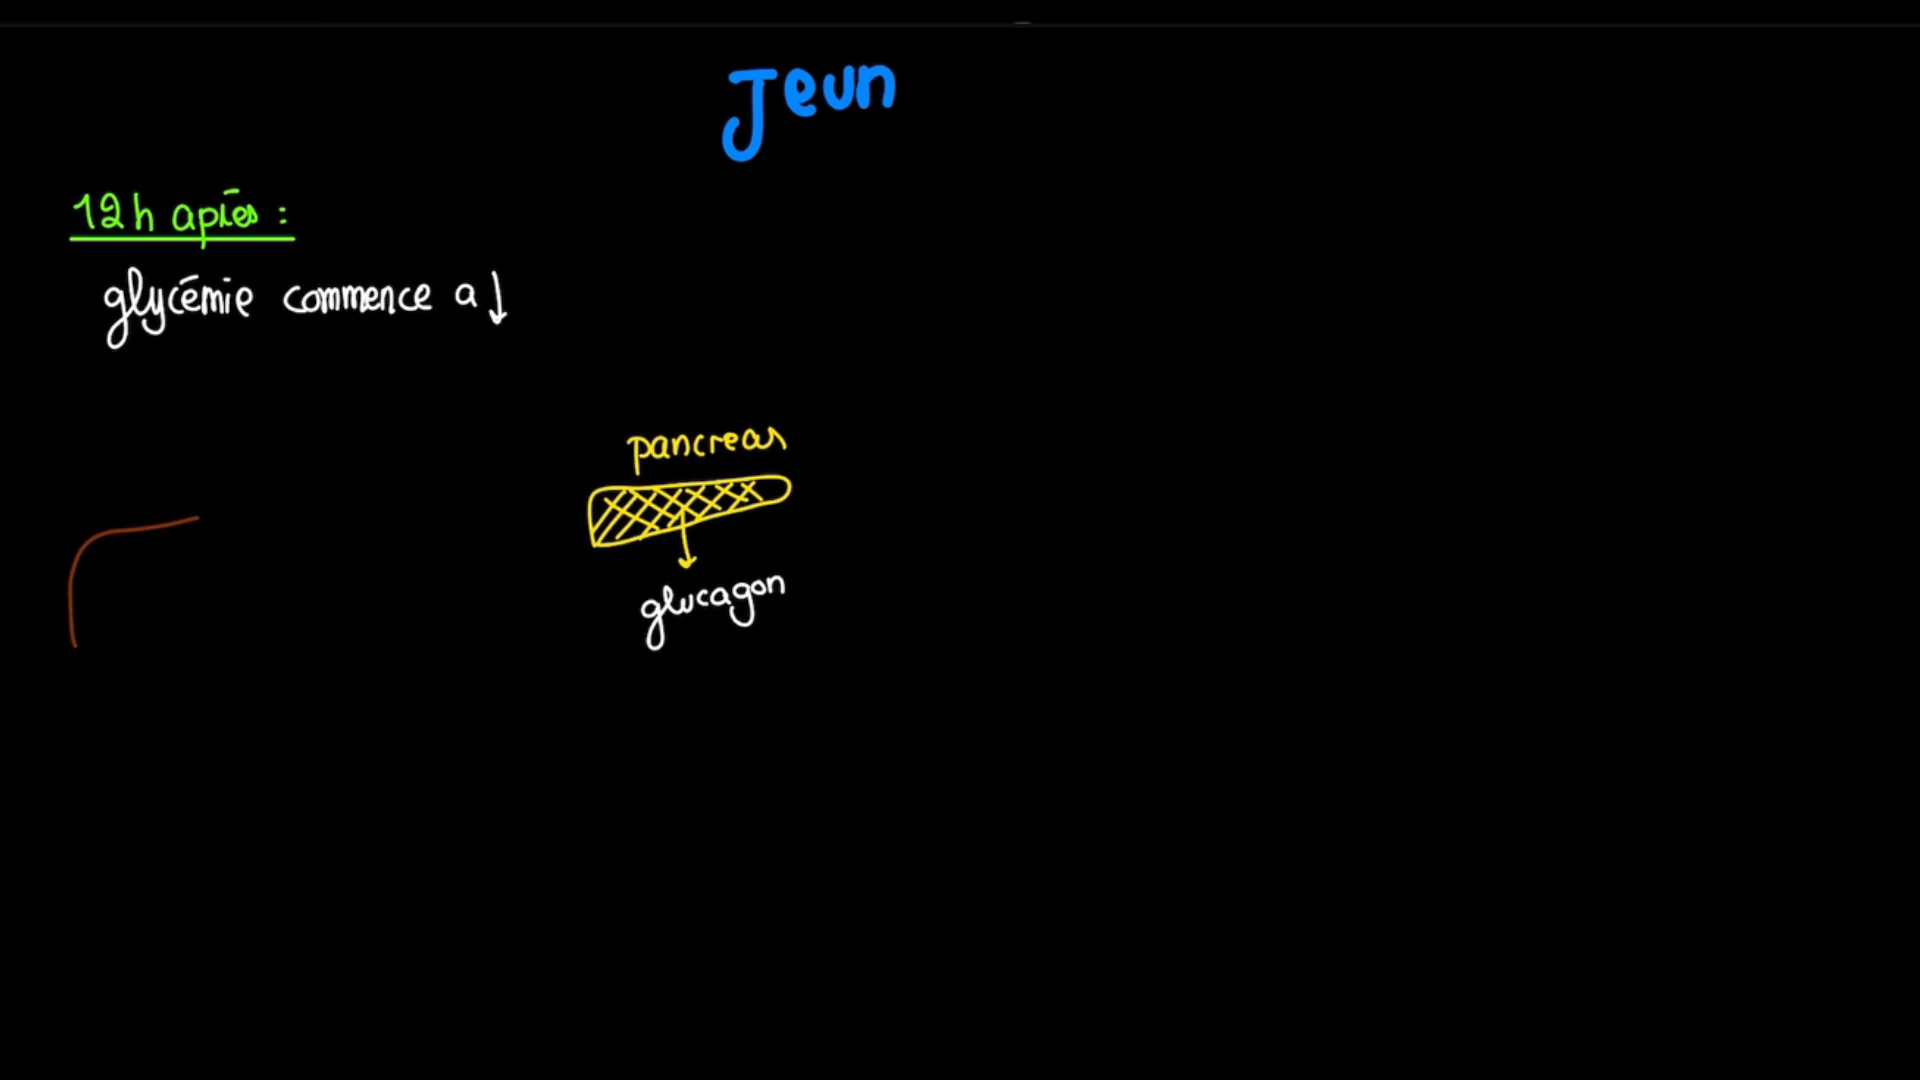 Jeun
12h après :
glycémie commence a ↓
pancreas
glucagon